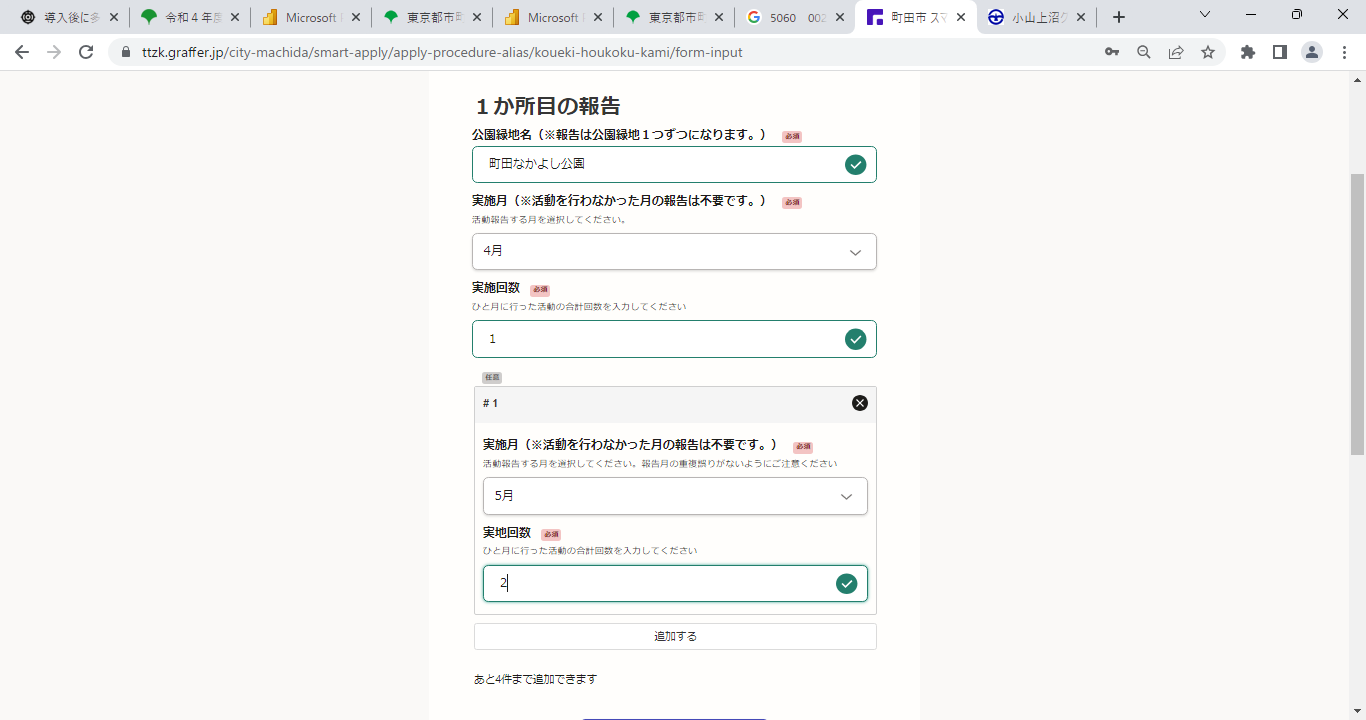 導入後に多
令和４年度
Microsoft
東京都市町
Microsoft
東京都市町
5060 002
町田市 ス
小山上沼ク
ttzk.graffer.jp/city-machida/smart-apply/apply-procedure-alias/koueki-houkoku-kami/form-input
１か所目の報告
公園緑地名（※報告は公園緑地１つずつになります。） 必須
町田なかよし公園
実施月（※活動を行わなかった月の報告は不要です。） 必須
活動報告する月を選択してください。
4月
実施回数 必須
ひと月に行った活動の合計回数を入力してください
1
任意
# 1
実施月（※活動を行わなかった月の報告は不要です。） 必須
活動報告する月を選択してください。報告月の重複誤りがないようにご注意ください
5月
実地回数 必須
ひと月に行った活動の合計回数を入力してください
2
追加する
あと4件まで追加できます